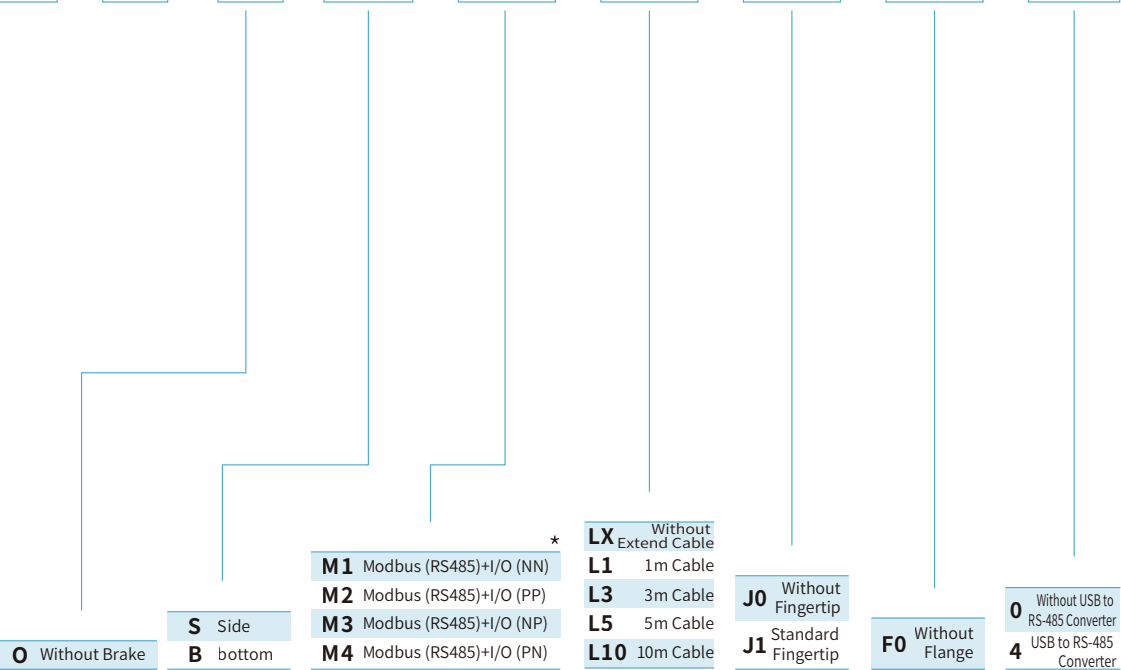 O Without Brake
S Side
B bottom
*
M1 Modbus (RS485)+I/O (NN)
M2 Modbus (RS485)+I/O (PP)
M3 Modbus (RS485)+I/O (NP)
M4 Modbus (RS485)+I/O (PN)
LX Without
Extend Cable
L1 1m Cable
L3 3m Cable
L5 5m Cable
L10 10m Cable
J0 Without
Fingertip
J1 Standard
Fingertip
F0 Without
Flange
0 Without USB to
RS-485 Converter
4 USB to RS-485
Converter